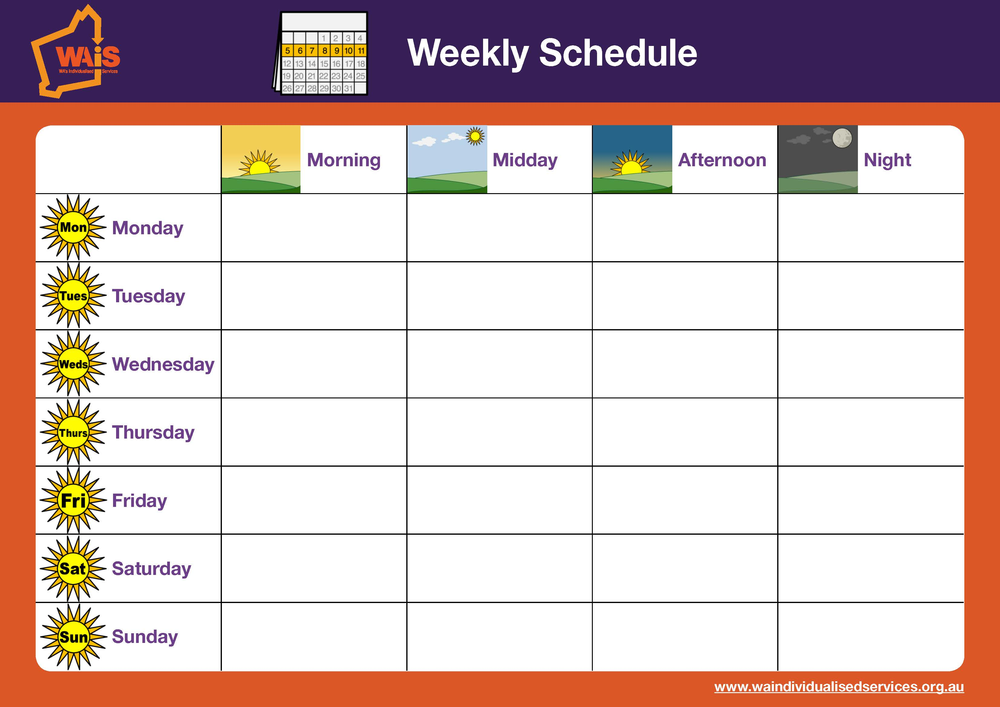 WAiS
WA's Individualised Services
1 2 3 4
5 6 7 8 9 10 11
12 13 14 15 16 17 18
19 20 21 22 23 24 25
26 27 28 29 30 31
Weekly Schedule
Morning Midday Afternoon Night
Mon Monday
Tues Tuesday
Weds Wednesday
Thurs Thursday
Fri Friday
Sat Saturday
Sun Sunday
www.waindividualisedservices.org.au